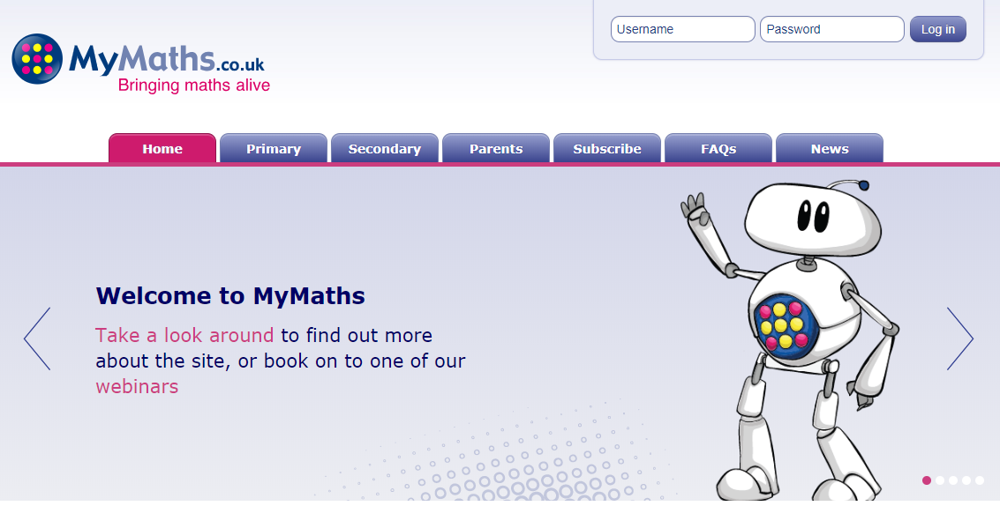 Username Password Log in
MyMaths.co.uk
Bringing maths alive
Home Primary Secondary Parents Subscribe FAQs News
Welcome to MyMaths
Take a look around to find out more
about the site, or book on to one of our
webinars